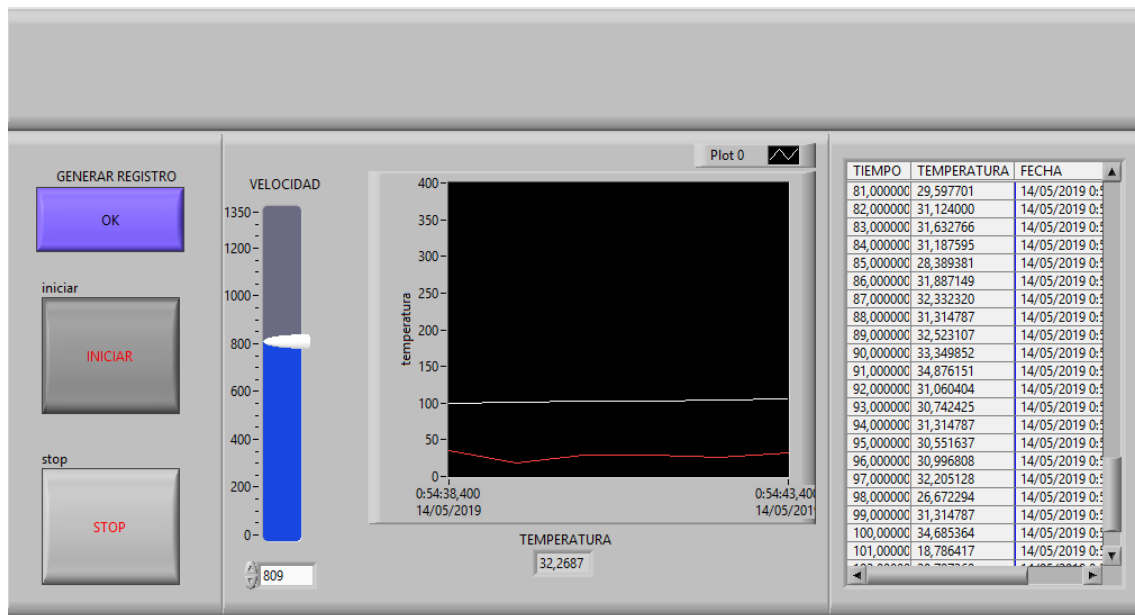 GENERAR REGISTRO
OK
iniciar
INICIAR
stop
STOP
VELOCIDAD
1350
1200
1000
800
600
400
200
0
809
Plot 0
temperatura
400
350
300
250
200
150
100
50
0
0:54:38,400 0:54:43,40
14/05/2019 14/05/201
TEMPERATURA
32,2687
TIEMPO TEMPERATURA FECHA
81,000000 29,597701 14/05/2019 0:5
82,000000 31,124000 14/05/2019 0:5
83,000000 31,632766 14/05/2019 0:5
84,000000 31,187595 14/05/2019 0:5
85,000000 28,389381 14/05/2019 0:5
86,000000 31,887149 14/05/2019 0:5
87,000000 32,332320 14/05/2019 0:5
88,000000 31,314787 14/05/2019 0:5
89,000000 32,523107 14/05/2019 0:5
90,000000 33,349852 14/05/2019 0:5
91,000000 34,876151 14/05/2019 0:5
92,000000 31,060404 14/05/2019 0:5
93,000000 30,742425 14/05/2019 0:5
94,000000 31,314787 14/05/2019 0:5
95,000000 30,551637 14/05/2019 0:5
96,000000 30,996808 14/05/2019 0:5
97,000000 32,205128 14/05/2019 0:5
98,000000 26,672294 14/05/2019 0:5
99,000000 31,314787 14/05/2019 0:5
100,00000 34,685364 14/05/2019 0:5
101,00000 18,786417 14/05/2019 0:5